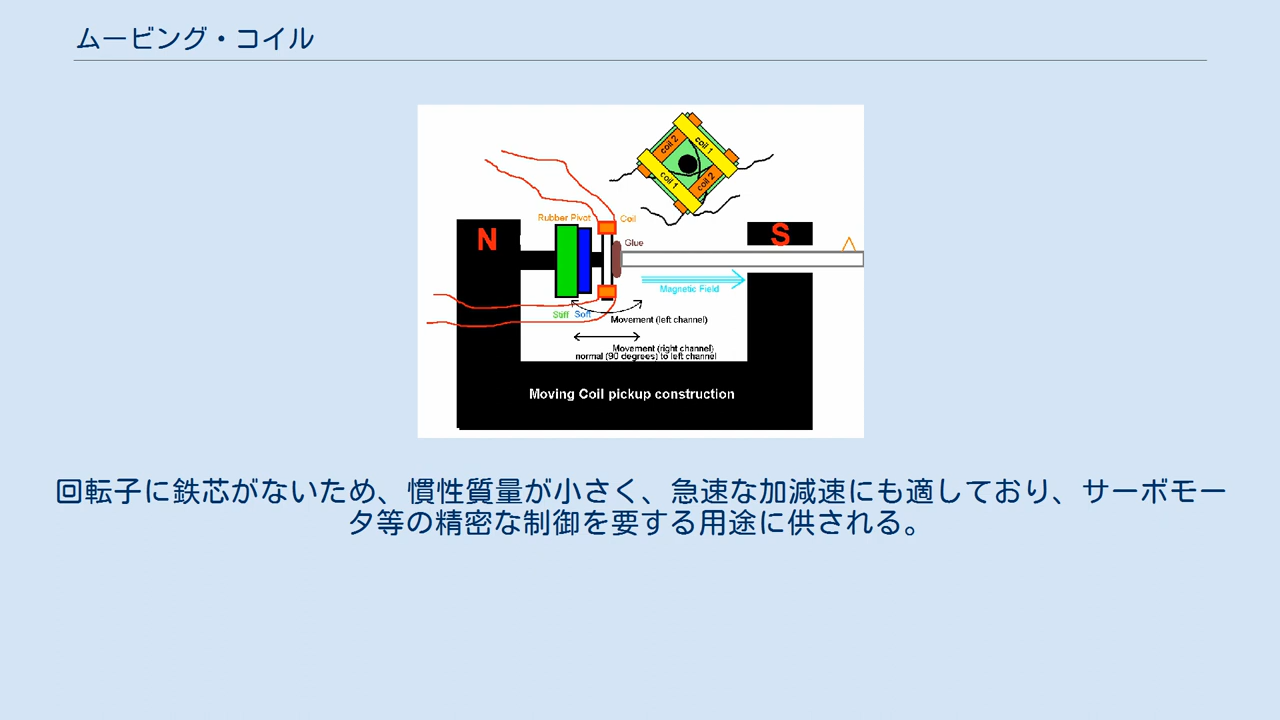 ムービング・コイル
coil 2
coil 1
coil 1
coil 2
Rubber Pivot
Coil
N
S
Glue
Magnetic Field
Stiff
Soft
Movement (left channel)
Movement (right channel)
normal (90 degrees) to left channel
Moving Coil pickup construction
回転子に鉄芯がないため、慣性質量が小さく、急速な加減速にも適しており、サーボモー
タ等の精密な制御を要する用途に供される。